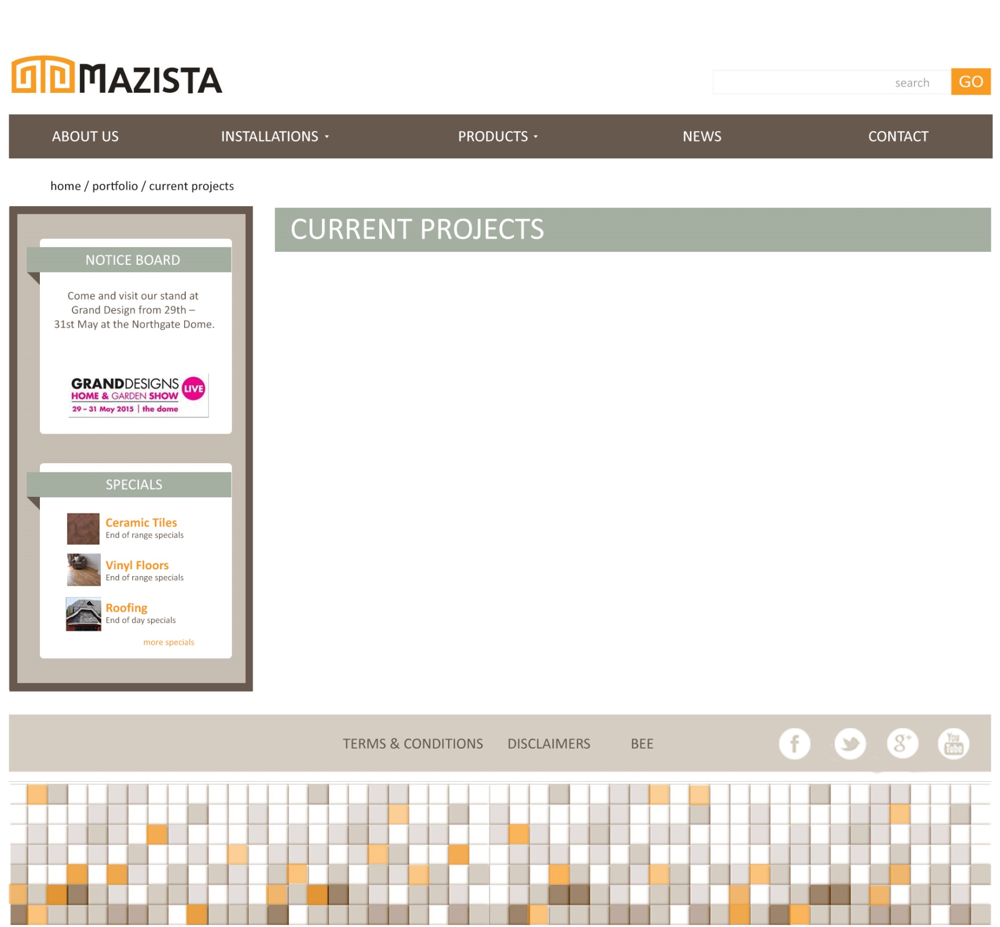 MAZISTA
search
GO
ABOUT US
INSTALLATIONS
PRODUCTS
NEWS
CONTACT
home / portfolio / current projects
CURRENT PROJECTS
NOTICE BOARD
Come and visit our stand at
Grand Design from 29th –
31st May at the Northgate Dome.
GRANDDESIGNS
LIVE
HOME & GARDEN SHOW
29 – 31 May 2015 | the dome
SPECIALS
Ceramic Tiles
End of range specials
Vinyl Floors
End of range specials
Roofing
End of day specials
more specials
TERMS & CONDITIONS
DISCLAIMERS
BEE
f
g+
You
Tube